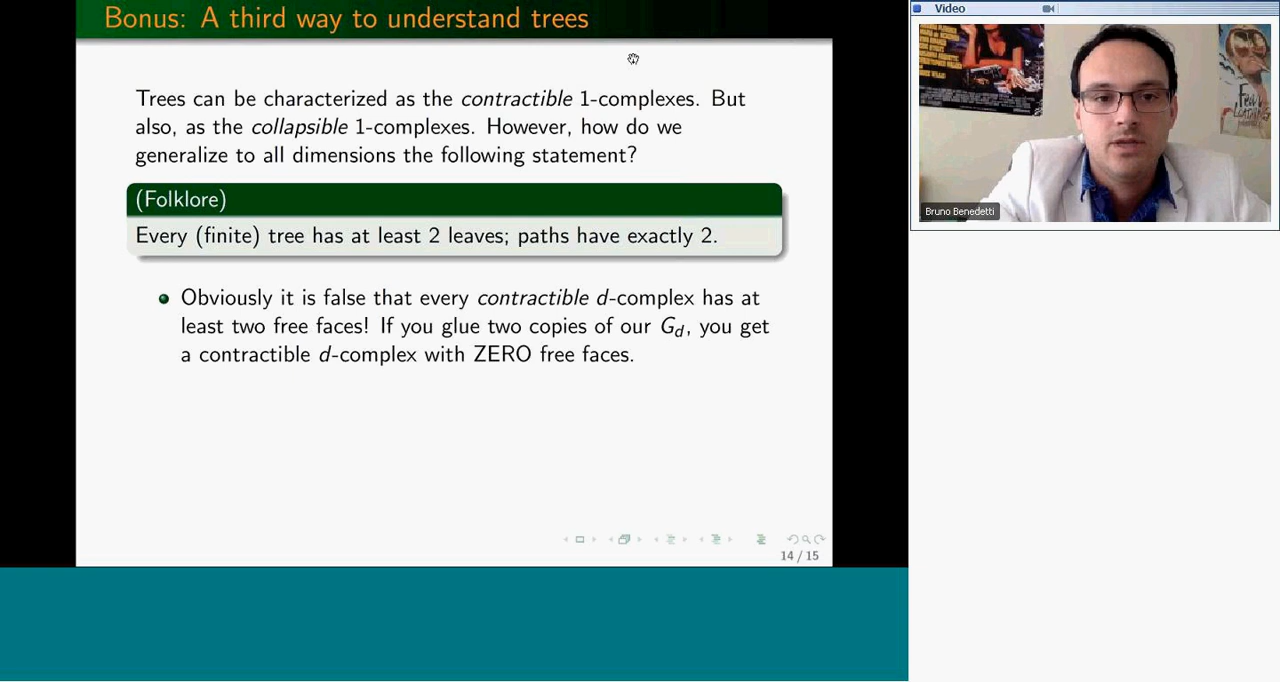 Bonus: A third way to understand trees
Trees can be characterized as the contractible 1-complexes. But
also, as the collapsible 1-complexes. However, how do we
generalize to all dimensions the following statement?
(Folklore)
Every (finite) tree has at least 2 leaves; paths have exactly 2.
Obviously it is false that every contractible d-complex has at
least two free faces! If you glue two copies of our G_d, you get
a contractible d-complex with ZERO free faces.
14 / 15
Video
Bruno Benedetti